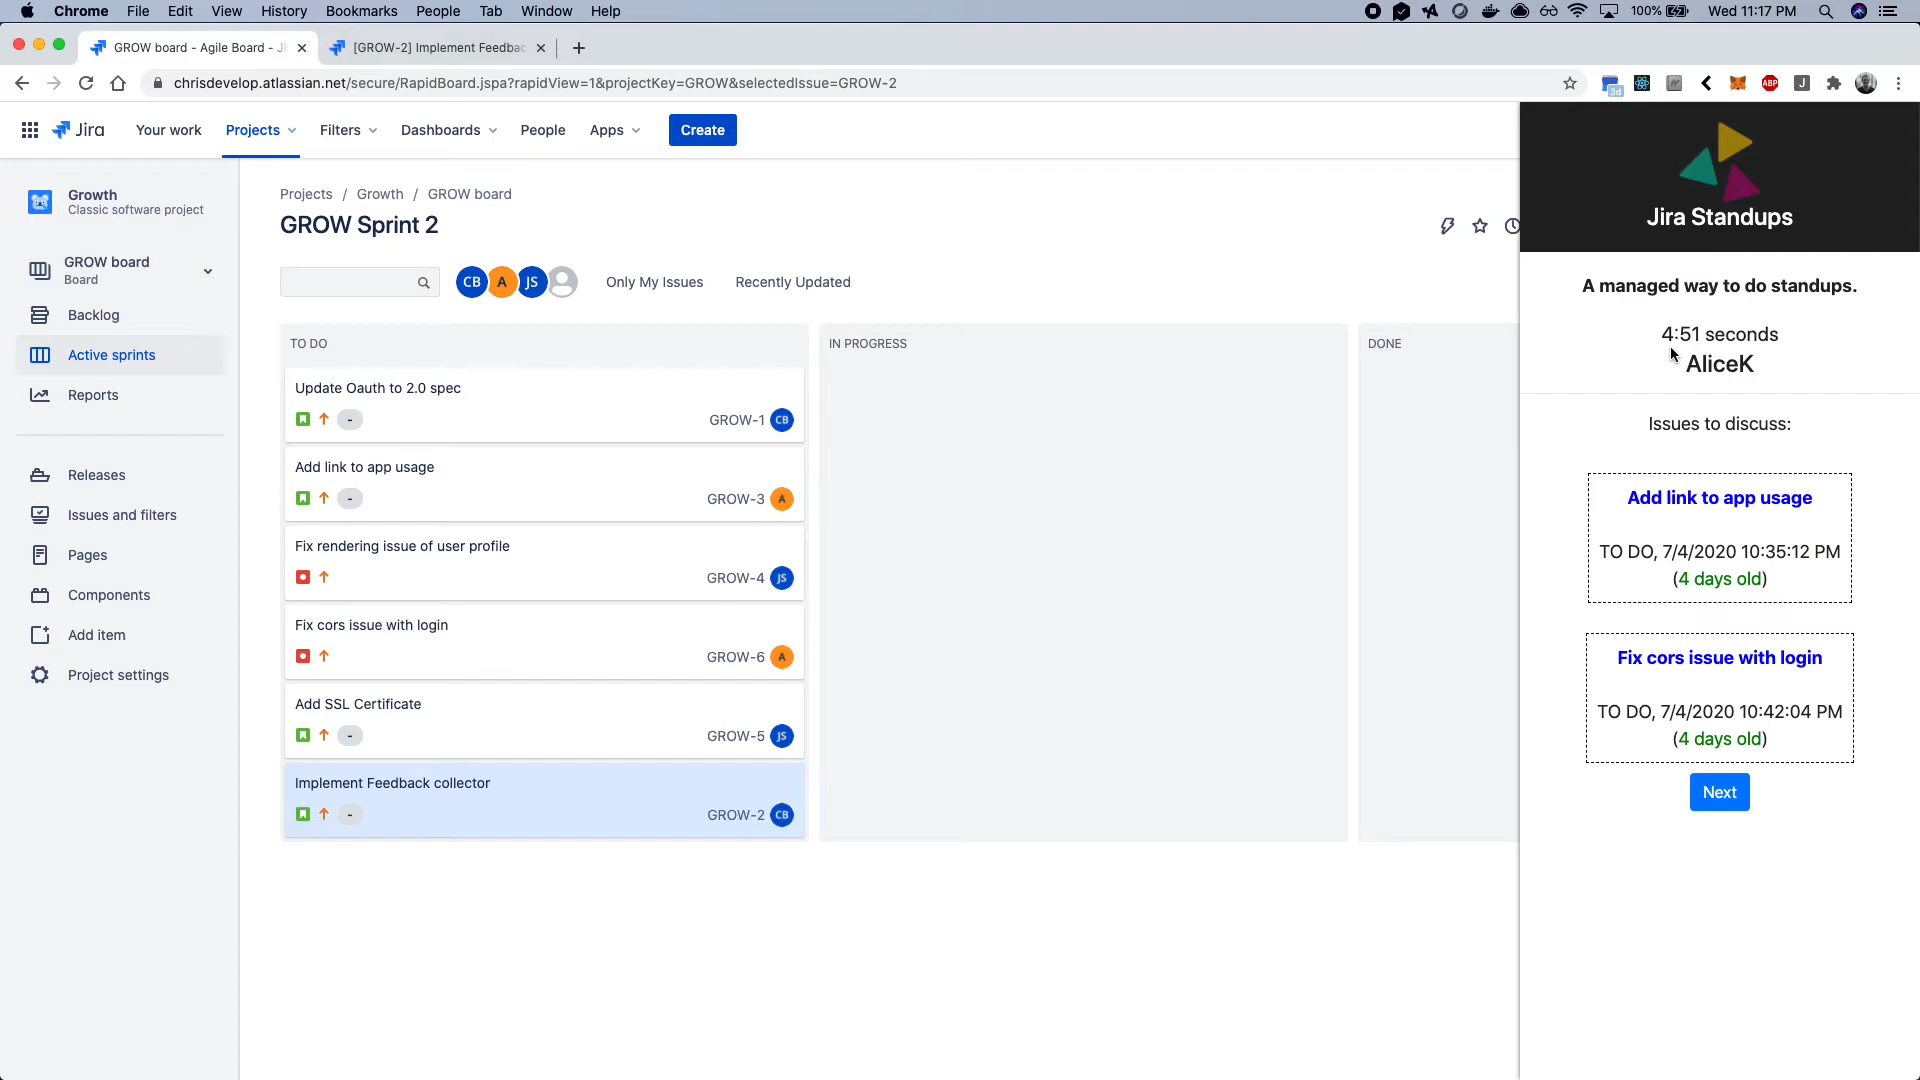 Chrome File Edit View History Bookmarks People Tab Window Help
100% Wed 11:17 PM
GROW board - Agile Board - Ji
[GROW-2] Implement Feedbac
chrisdevelop.atlassian.net/secure/RapidBoard.jspa?rapidView=1&projectKey=GROW&selectedIssue=GROW-2
3d
ABP
J
Jira
Your work
Projects
Filters
Dashboards
People
Apps
Create
Growth
Classic software project
GROW board
Board
Backlog
Active sprints
Reports
Releases
Issues and filters
Pages
Components
Add item
Project settings
Projects / Growth / GROW board
GROW Sprint 2
CB A JS
Only My Issues
Recently Updated
TO DO
Update Oauth to 2.0 spec
- GROW-1 CB
Add link to app usage
- GROW-3 A
Fix rendering issue of user profile
GROW-4 JS
Fix cors issue with login
GROW-6 A
Add SSL Certificate
- GROW-5 JS
Implement Feedback collector
- GROW-2 CB
IN PROGRESS
DONE
Jira Standups
A managed way to do standups.
4:51 seconds
AliceK
Issues to discuss:
Add link to app usage
TO DO, 7/4/2020 10:35:12 PM
(4 days old)
Fix cors issue with login
TO DO, 7/4/2020 10:42:04 PM
(4 days old)
Next